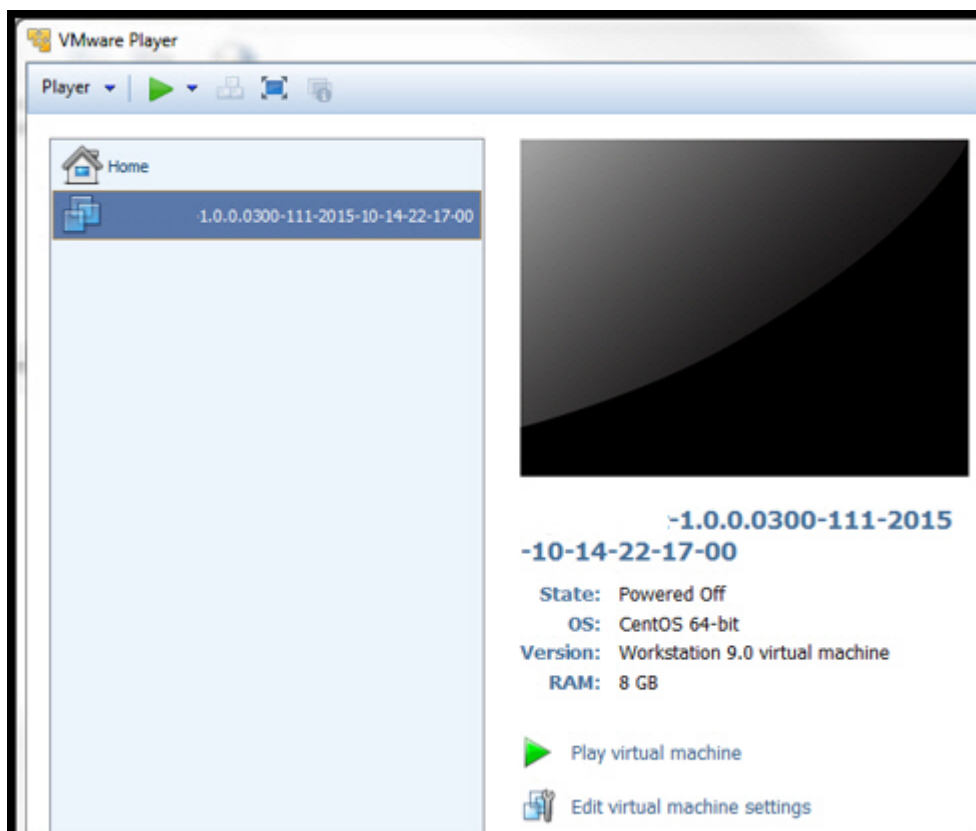 VMware Player
Player
Home
-1.0.0.0300-111-2015-10-14-22-17-00
-1.0.0.0300-111-2015
-10-14-22-17-00
State: Powered Off
OS: CentOS 64-bit
Version: Workstation 9.0 virtual machine
RAM: 8 GB
Play virtual machine
Edit virtual machine settings